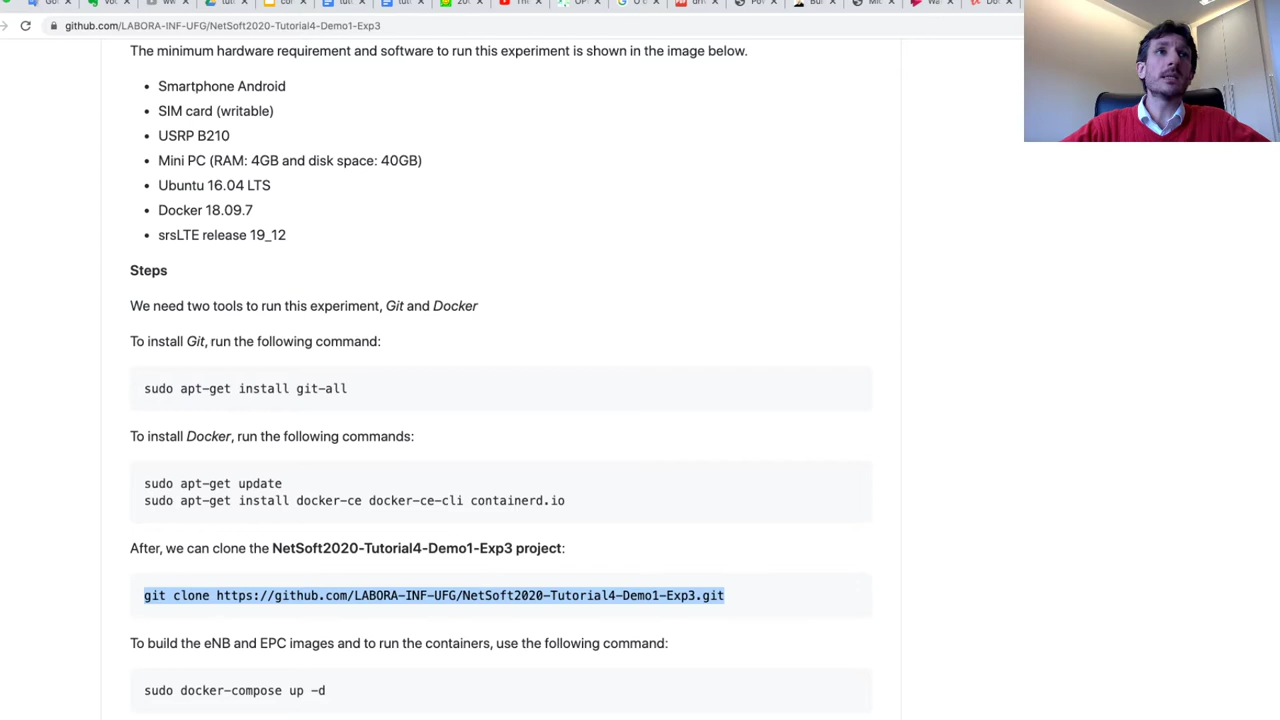 github.com/LABORA-INF-UFG/NetSoft2020-Tutorial4-Demo1-Exp3
The minimum hardware requirement and software to run this experiment is shown in the image below.
• Smartphone Android
• SIM card (writable)
• USRP B210
• Mini PC (RAM: 4GB and disk space: 40GB)
• Ubuntu 16.04 LTS
• Docker 18.09.7
• srsLTE release 19_12
Steps
We need two tools to run this experiment, Git and Docker
To install Git, run the following command:
sudo apt-get install git-all
To install Docker, run the following commands:
sudo apt-get update
sudo apt-get install docker-ce docker-ce-cli containerd.io
After, we can clone the NetSoft2020-Tutorial4-Demo1-Exp3 project:
git clone https://github.com/LABORA-INF-UFG/NetSoft2020-Tutorial4-Demo1-Exp3.git
To build the eNB and EPC images and to run the containers, use the following command:
sudo docker-compose up -d